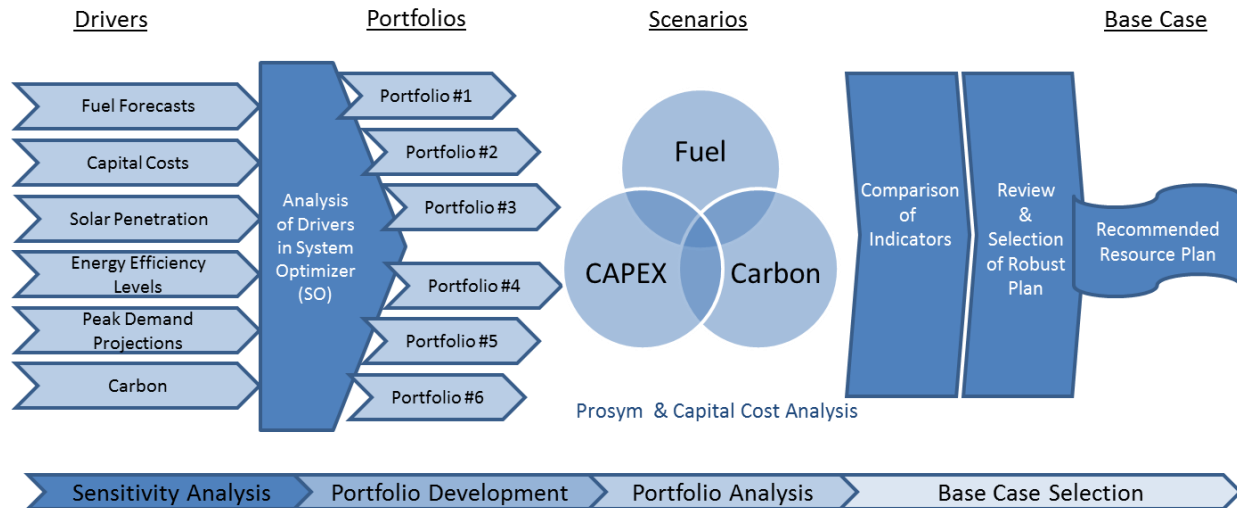 Drivers
Portfolios
Scenarios
Base Case
Fuel Forecasts
Capital Costs
Solar Penetration
Energy Efficiency
Levels
Peak Demand
Projections
Carbon
Analysis
of Drivers
in System
Optimizer
(SO)
Portfolio #1
Portfolio #2
Portfolio #3
Portfolio #4
Portfolio #5
Portfolio #6
Fuel
CAPEX
Carbon
Prosym & Capital Cost Analysis
Comparison
of
Indicators
Review
&
Selection
of Robust
Plan
Recommended
Resource Plan
Sensitivity Analysis
Portfolio Development
Portfolio Analysis
Base Case Selection